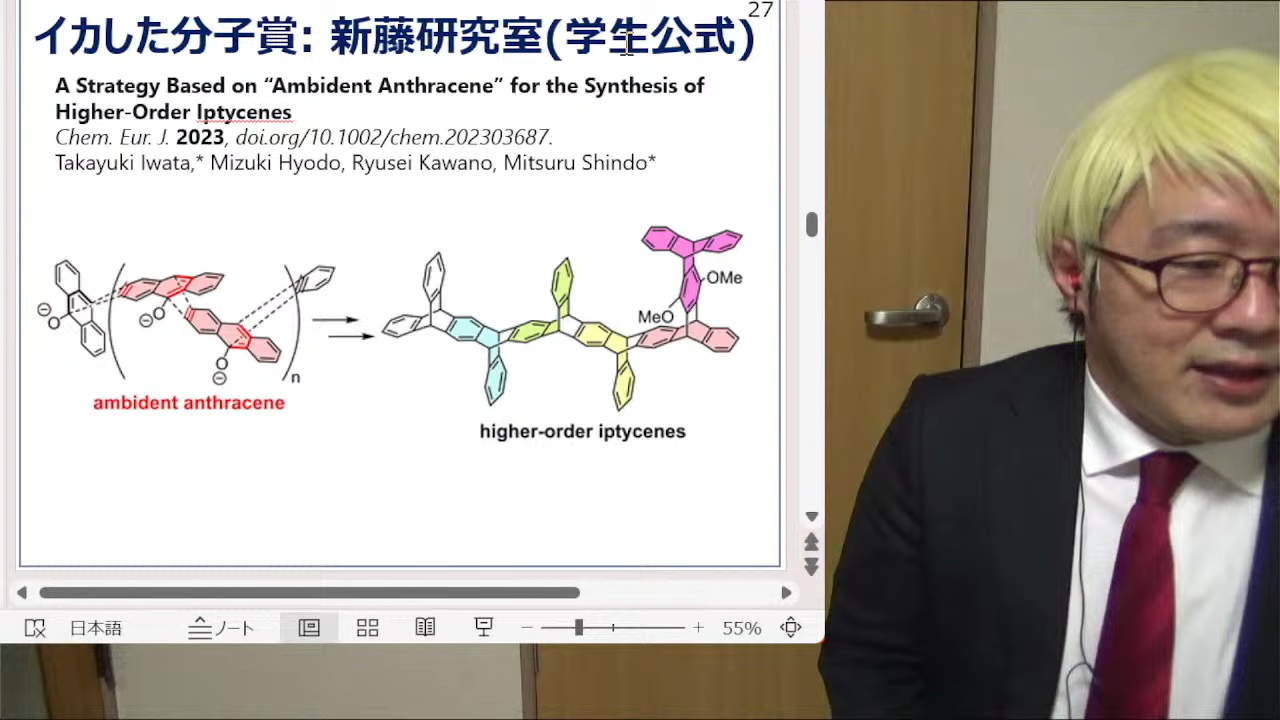 27
イカした分子賞: 新藤研究室(学生公式)
A Strategy Based on “Ambident Anthracene” for the Synthesis of
Higher-Order Iptycenes
Chem. Eur. J. 2023, doi.org/10.1002/chem.202303687.
Takayuki Iwata,* Mizuki Hyodo, Ryusei Kawano, Mitsuru Shindo*
OMe
MeO
O
O
O
n
ambident anthracene
higher-order iptycenes
日本語
ノート
55%